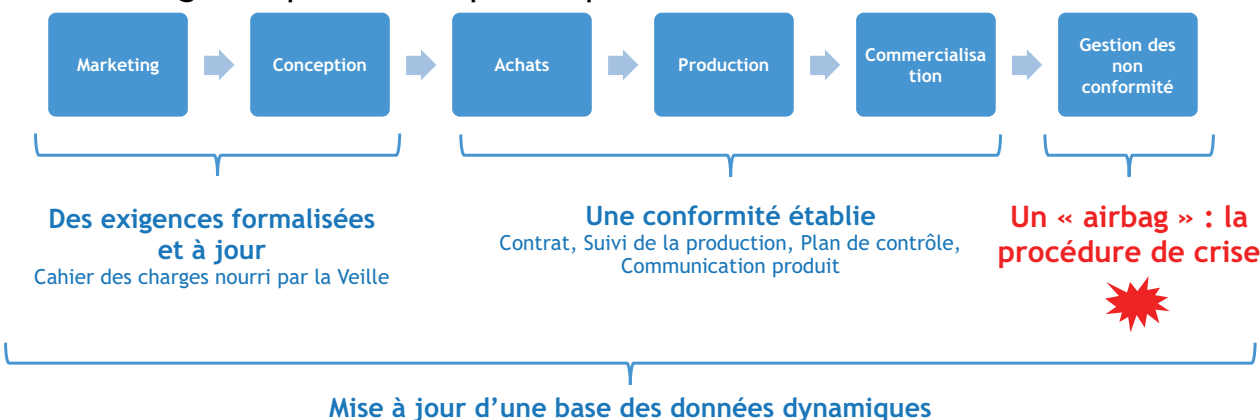 Marketing
Conception
Achats
Production
Commercialisa
tion
Gestion des
non
conformité
Des exigences formalisées
et à jour
Cahier des charges nourri par la Veille
Une conformité établie
Contrat, Suivi de la production, Plan de contrôle,
Communication produit
Un « airbag » : la
procédure de crise
Mise à jour d’une base des données dynamiques